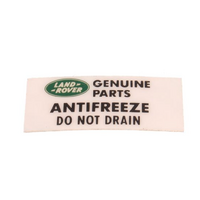 LAND-
ROVER
GENUINE
PARTS
ANTIFREEZE
DO NOT DRAIN